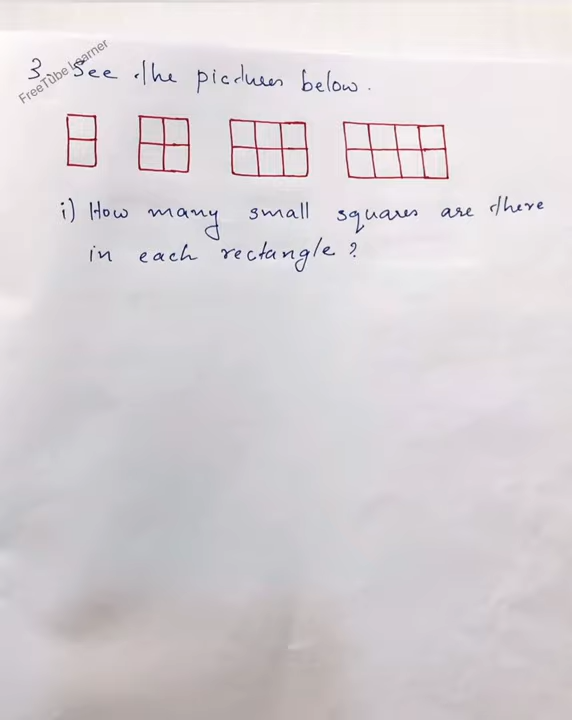 3. See the pictures below.
FreeTube Learner
i) How many small squares are there
in each rectangle?